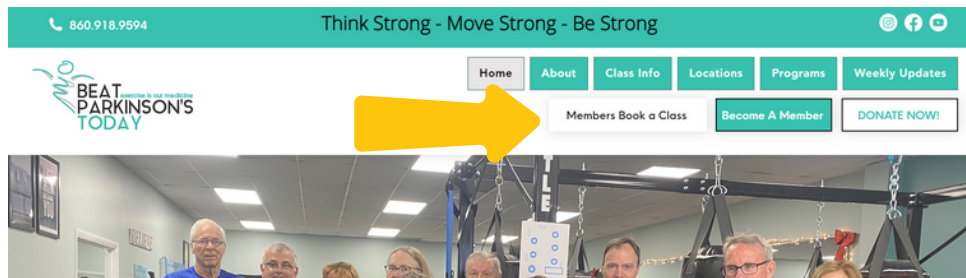 860.918.9594
Think Strong - Move Strong - Be Strong
Home
About
Class Info
Locations
Programs
Weekly Updates
BEAT exercise is our medicine
PARKINSON'S
TODAY
Members Book a Class
Become A Member
DONATE NOW!
TLE